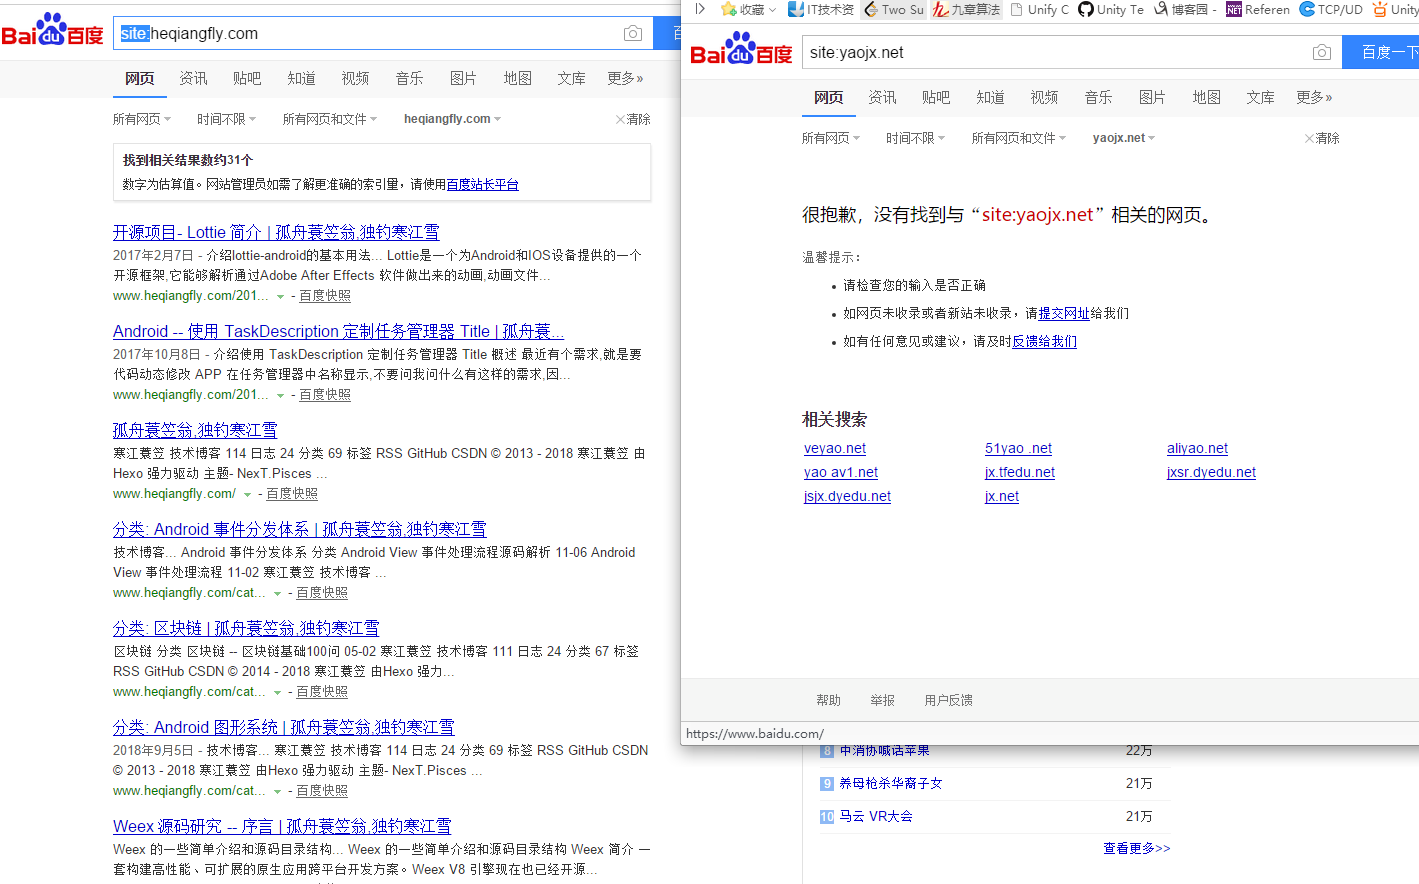 Bai du 百度
site:heqiangfly.com
网页 资讯 贴吧 知道 视频 音乐 图片 地图 文库 更多»
所有网页 时间不限 所有网页和文件 heqiangfly.com 清除
找到相关结果数约31个
数字为估算值。网站管理员如需了解更准确的索引量，请使用百度站长平台
开源项目- Lottie 简介 | 孤舟蓑笠翁,独钓寒江雪
2017年2月7日 - 介绍lottie-android的基本用法... Lottie是一个为Android和IOS设备提供的一个
开源框架,它能够解析通过Adobe After Effects 软件做出来的动画,动画文件...
www.heqiangfly.com/201... - 百度快照
Android -- 使用 TaskDescription 定制任务管理器 Title | 孤舟蓑...
2017年10月8日 - 介绍使用 TaskDescription 定制任务管理器 Title 概述 最近有个需求,就是要
代码动态修改 APP 在任务管理器中名称显示,不要问我问什么有这样的需求,因...
www.heqiangfly.com/201... - 百度快照
孤舟蓑笠翁,独钓寒江雪
寒江蓑笠 技术博客 114 日志 24 分类 69 标签 RSS GitHub CSDN © 2013 - 2018 寒江蓑笠 由
Hexo 强力驱动 主题- NexT.Pisces ...
www.heqiangfly.com/ - 百度快照
分类: Android 事件分发体系 | 孤舟蓑笠翁,独钓寒江雪
技术博客... Android 事件分发体系 分类 Android View 事件处理流程源码解析 11-06 Android
View 事件处理流程 11-02 寒江蓑笠 技术博客 ...
www.heqiangfly.com/cat... - 百度快照
分类: 区块链 | 孤舟蓑笠翁,独钓寒江雪
区块链 分类 区块链 -- 区块链基础100问 05-02 寒江蓑笠 技术博客 111 日志 24 分类 67 标签
RSS GitHub CSDN © 2014 - 2018 寒江蓑笠 由Hexo 强力...
www.heqiangfly.com/cat... - 百度快照
分类: Android 图形系统 | 孤舟蓑笠翁,独钓寒江雪
2018年9月5日 - 技术博客... 寒江蓑笠 技术博客 114 日志 24 分类 69 标签 RSS GitHub CSDN
© 2013 - 2018 寒江蓑笠 由Hexo 强力驱动 主题- NexT.Pisces ...
www.heqiangfly.com/cat... - 百度快照
Weex 源码研究 -- 序言 | 孤舟蓑笠翁,独钓寒江雪
Weex 的一些简单介绍和源码目录结构... Weex 的一些简单介绍和源码目录结构 Weex 简介 一
套构建高性能、可扩展的原生应用跨平台开发方案。Weex V8 引擎现在也已经开源...
收藏 IT技术资 Two Su 九章算法 Unify C Unity Te 博客园 - Referen TCP/UD Unity
Bai du 百度
site:yaojx.net 百度一下
网页 资讯 贴吧 知道 视频 音乐 图片 地图 文库 更多»
所有网页 时间不限 所有网页和文件 yaojx.net 清除
很抱歉，没有找到与“site:yaojx.net”相关的网页。
温馨提示：
• 请检查您的输入是否正确
• 如网页未收录或者新站未收录，请提交网址给我们
• 如有任何意见或建议，请及时反馈给我们
相关搜索
veyao.net 51yao .net aliyao.net
yao av1.net jx.tfedu.net jxsr.dyedu.net
jsjx.dyedu.net jx.net
帮助 举报 用户反馈
https://www.baidu.com/
8 中消协喊话苹果 22万
9 养母枪杀华裔子女 21万
10 马云 VR大会 21万
查看更多>>